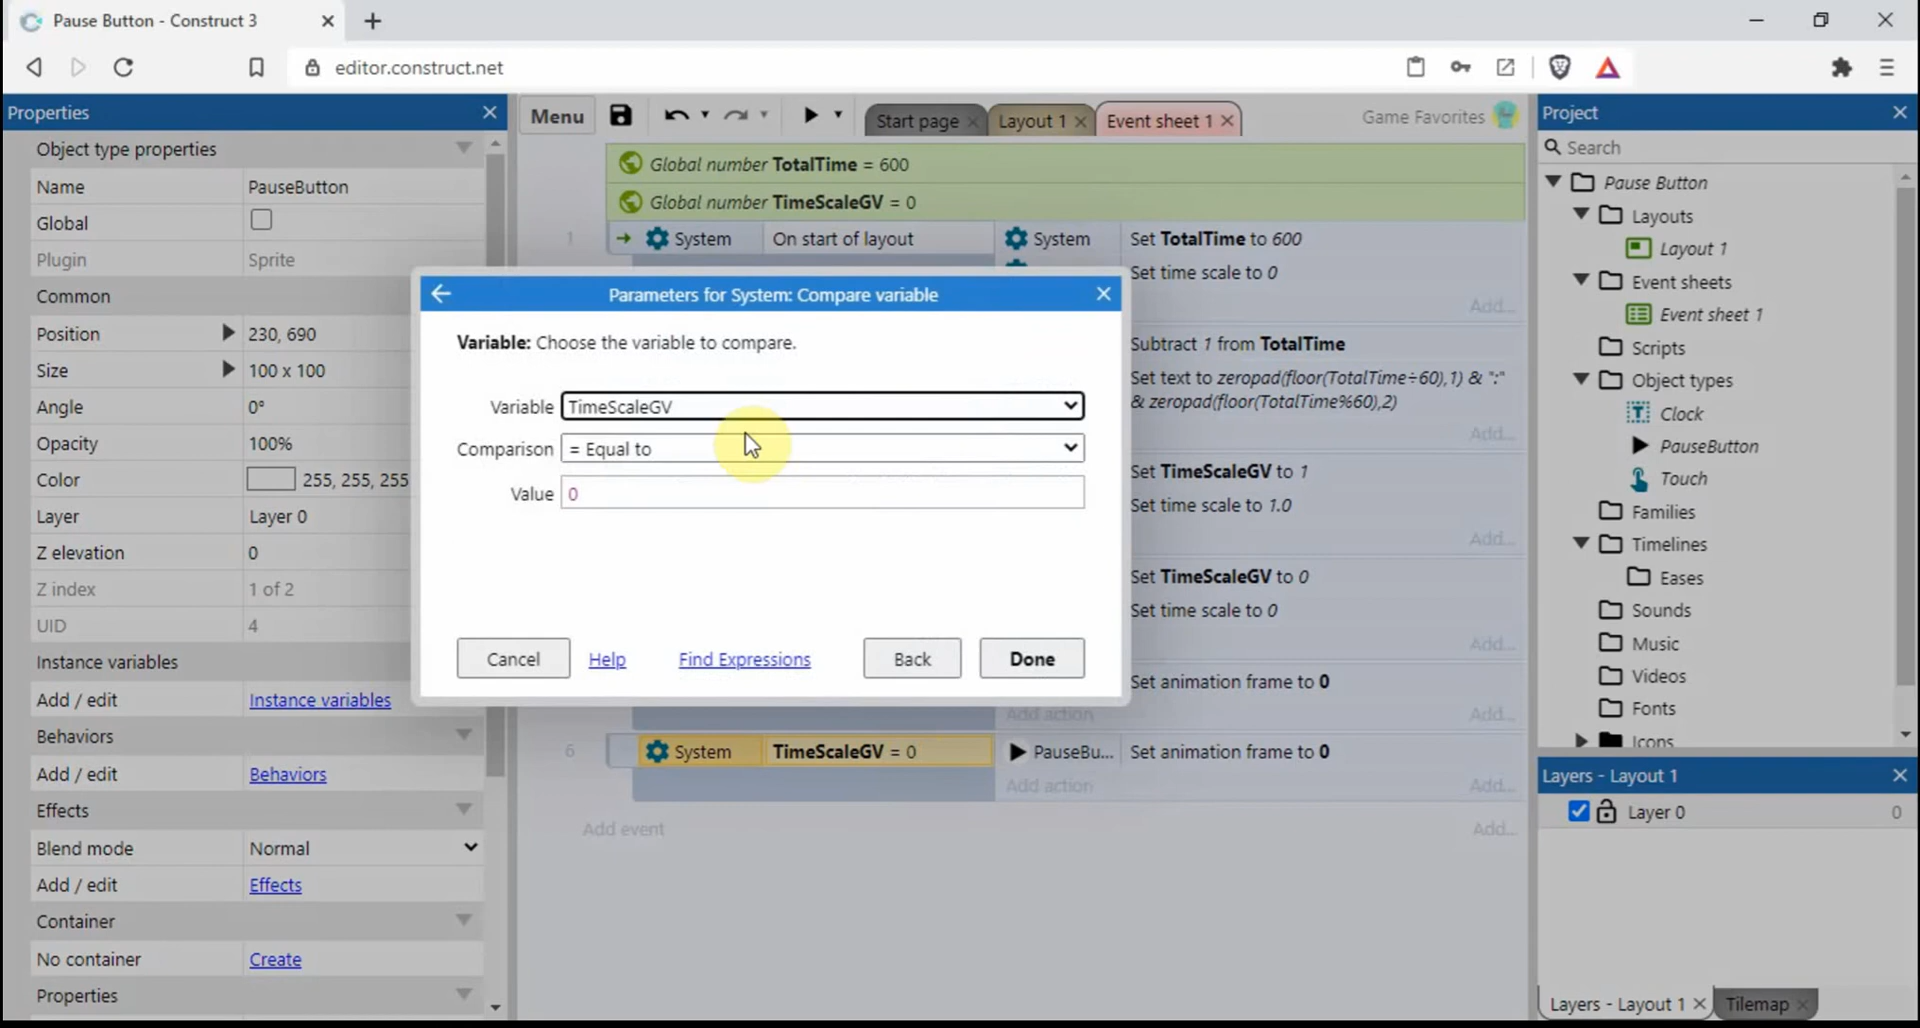 Pause Button - Construct 3
editor.construct.net
Properties
Object type properties
Name PauseButton
Global
Plugin Sprite
Common
Position 230, 690
Size 100 x 100
Angle 0°
Opacity 100%
Color 255, 255, 255
Layer Layer 0
Z elevation 0
Z index 1 of 2
UID 4
Instance variables
Add / edit Instance variables
Behaviors
Add / edit Behaviors
Effects
Blend mode Normal
Add / edit Effects
Container
No container Create
Properties
Menu
Start page
Layout 1
Event sheet 1
Game Favorites
Global number TotalTime = 600
Global number TimeScaleGV = 0
1 System On start of layout System Set TotalTime to 600
Set time scale to 0
Add...
Subtract 1 from TotalTime
Set text to zeropad(floor(TotalTime÷60),1) & ":"
& zeropad(floor(TotalTime%60),2)
Add...
Set TimeScaleGV to 1
Set time scale to 1.0
Add...
Set TimeScaleGV to 0
Set time scale to 0
Add...
Set animation frame to 0
Add action Add...
6 System TimeScaleGV = 0 PauseBu... Set animation frame to 0
Add action Add...
Add event Add...
Parameters for System: Compare variable
Variable: Choose the variable to compare.
Variable TimeScaleGV
Comparison = Equal to
Value 0
Cancel Help Find Expressions Back Done
Project
Search
Pause Button
Layouts
Layout 1
Event sheets
Event sheet 1
Scripts
Object types
Clock
PauseButton
Touch
Families
Timelines
Eases
Sounds
Music
Videos
Fonts
Icons
Layers - Layout 1
Layer 0 0
Layers - Layout 1 Tilemap